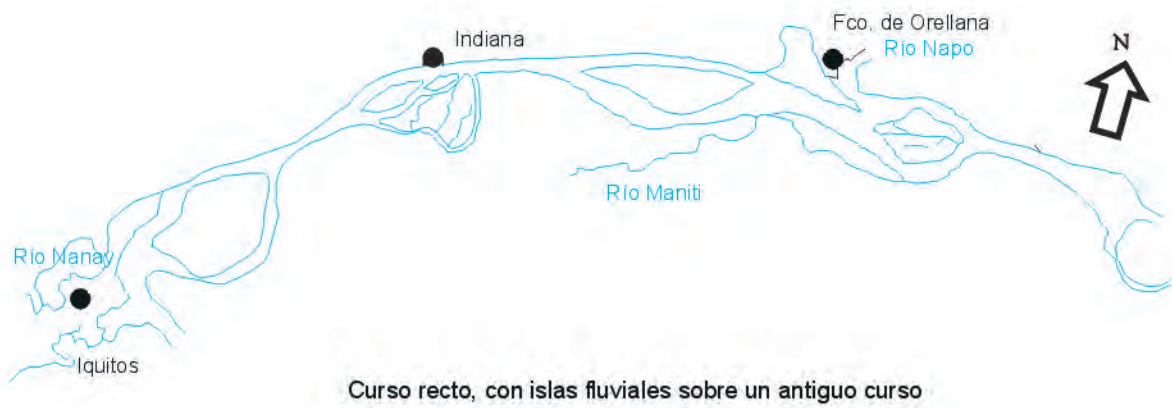 Fco. de Orellana
Indiana
Río Napo
N
Río Maniti
Río Nanay
Iquitos
Curso recto, con islas fluviales sobre un antiguo curso